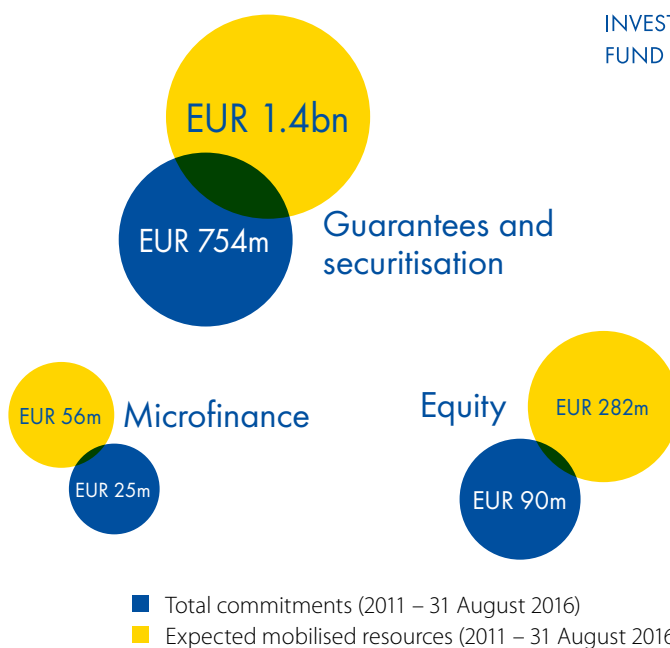 INVEST
FUND
EUR 1.4bn
EUR 754m
Guarantees and
securitisation
EUR 56m
Microfinance
EUR 25m
Equity
EUR 282m
EUR 90m
Total commitments (2011 – 31 August 2016)
Expected mobilised resources (2011 – 31 August 2016